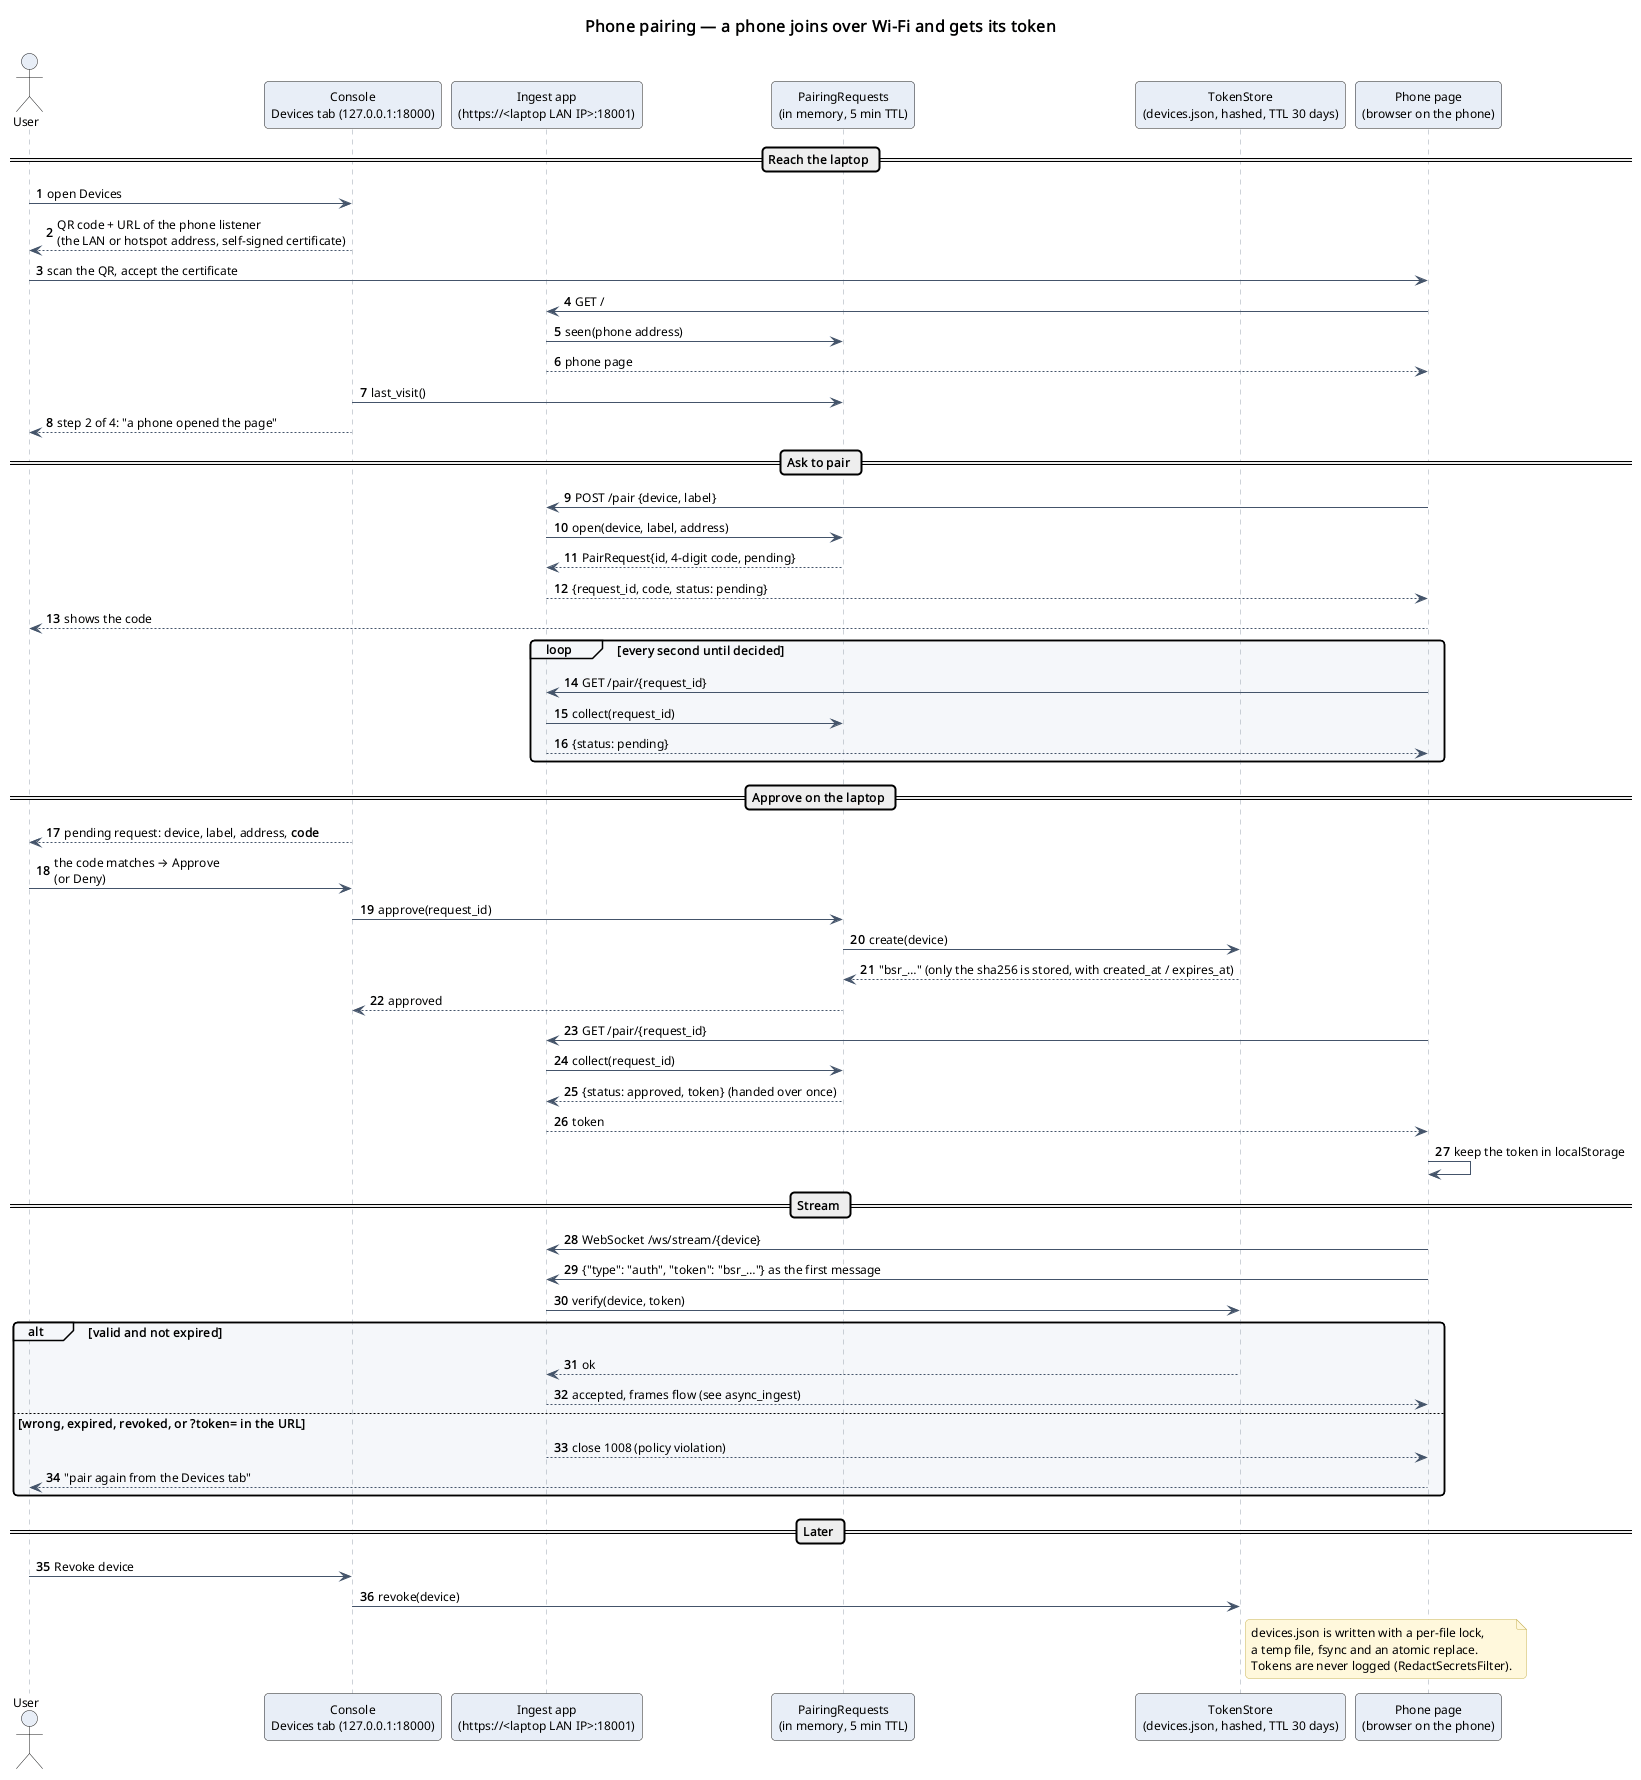 Phone pairing — a phone joins over Wi-Fi and gets its token
User
Console
Devices tab (127.0.0.1:18000)
Ingest app
(https://<laptop LAN IP>:18001)
PairingRequests
(in memory, 5 min TTL)
TokenStore
(devices.json, hashed, TTL 30 days)
Phone page
(browser on the phone)
Reach the laptop
1 open Devices
2 QR code + URL of the phone listener
(the LAN or hotspot address, self-signed certificate)
3 scan the QR, accept the certificate
4 GET /
5 seen(phone address)
6 phone page
7 last_visit()
8 step 2 of 4: "a phone opened the page"
Ask to pair
9 POST /pair {device, label}
10 open(device, label, address)
11 PairRequest{id, 4-digit code, pending}
12 {request_id, code, status: pending}
13 shows the code
loop [every second until decided]
14 GET /pair/{request_id}
15 collect(request_id)
16 {status: pending}
Approve on the laptop
17 pending request: device, label, address, code
18 the code matches → Approve
(or Deny)
19 approve(request_id)
20 create(device)
21 "bsr_…" (only the sha256 is stored, with created_at / expires_at)
22 approved
23 GET /pair/{request_id}
24 collect(request_id)
25 {status: approved, token} (handed over once)
26 token
27 keep the token in localStorage
Stream
28 WebSocket /ws/stream/{device}
29 {"type": "auth", "token": "bsr_…"} as the first message
30 verify(device, token)
alt [valid and not expired]
31 ok
32 accepted, frames flow (see async_ingest)
[wrong, expired, revoked, or ?token= in the URL]
33 close 1008 (policy violation)
34 "pair again from the Devices tab"
Later
35 Revoke device
36 revoke(device)
devices.json is written with a per-file lock,
a temp file, fsync and an atomic replace.
Tokens are never logged (RedactSecretsFilter).
User
Console
Devices tab (127.0.0.1:18000)
Ingest app
(https://<laptop LAN IP>:18001)
PairingRequests
(in memory, 5 min TTL)
TokenStore
(devices.json, hashed, TTL 30 days)
Phone page
(browser on the phone)